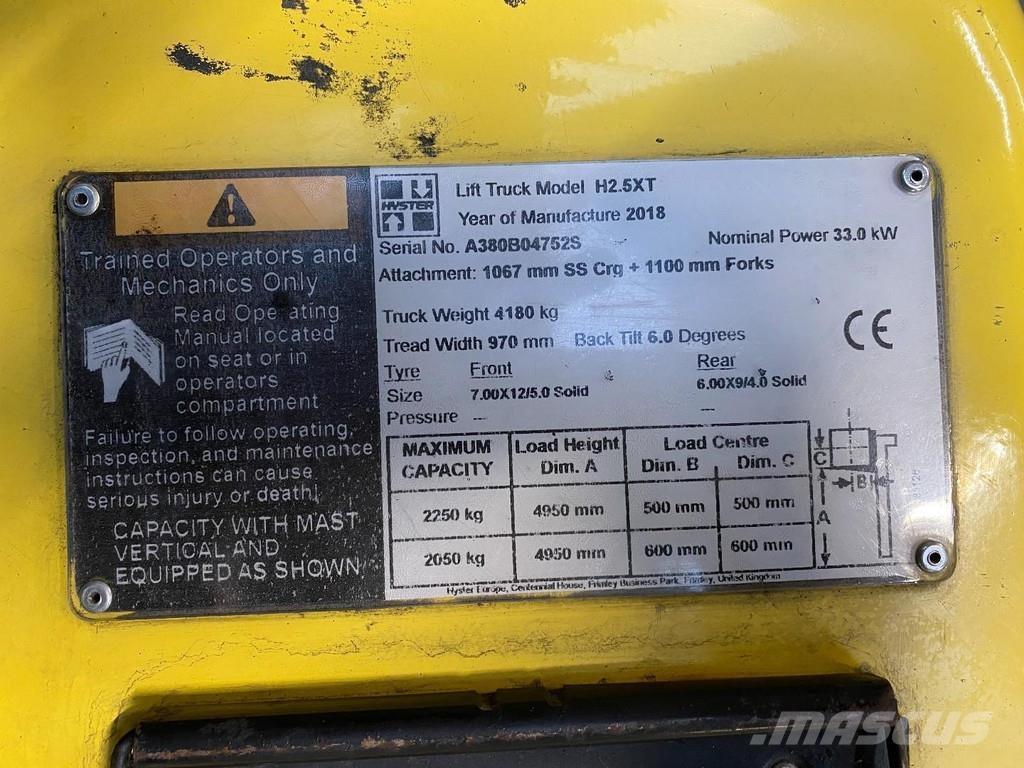 Trained Operators and
Mechanics Only
Read Operating
Manual located
on seat or in
operators
compartment
Failure to follow operating,
inspection, and maintenance
instructions can cause
serious injury or death!
CAPACITY WITH MAST
VERTICAL AND
EQUIPPED AS SHOWN
HYSTER
Lift Truck Model H2.5XT
Year of Manufacture 2018
Serial No. A380B04752S
Nominal Power 33.0 kW
Attachment: 1067 mm SS Crg + 1100 mm Forks
Truck Weight 4180 kg
Tread Width 970 mm Back Tilt 6.0 Degrees
CE
Tyre Front Rear
Size 7.00X12/5.0 Solid 6.00X9/4.0 Solid
Pressure --- ---
MAXIMUM CAPACITY Load Height Dim. A Load Centre Dim. B Dim. C
2250 kg 4950 mm 500 mm 500 mm
2050 kg 4950 mm 600 mm 600 mm
C
B
A
Hyster Europe, Centennial House, Frimley Business Park, Frimley, United Kingdom
MASCUS